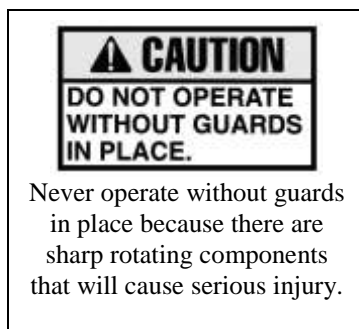 CAUTION
DO NOT OPERATE
WITHOUT GUARDS
IN PLACE.
Never operate without guards
in place because there are
sharp rotating components
that will cause serious injury.